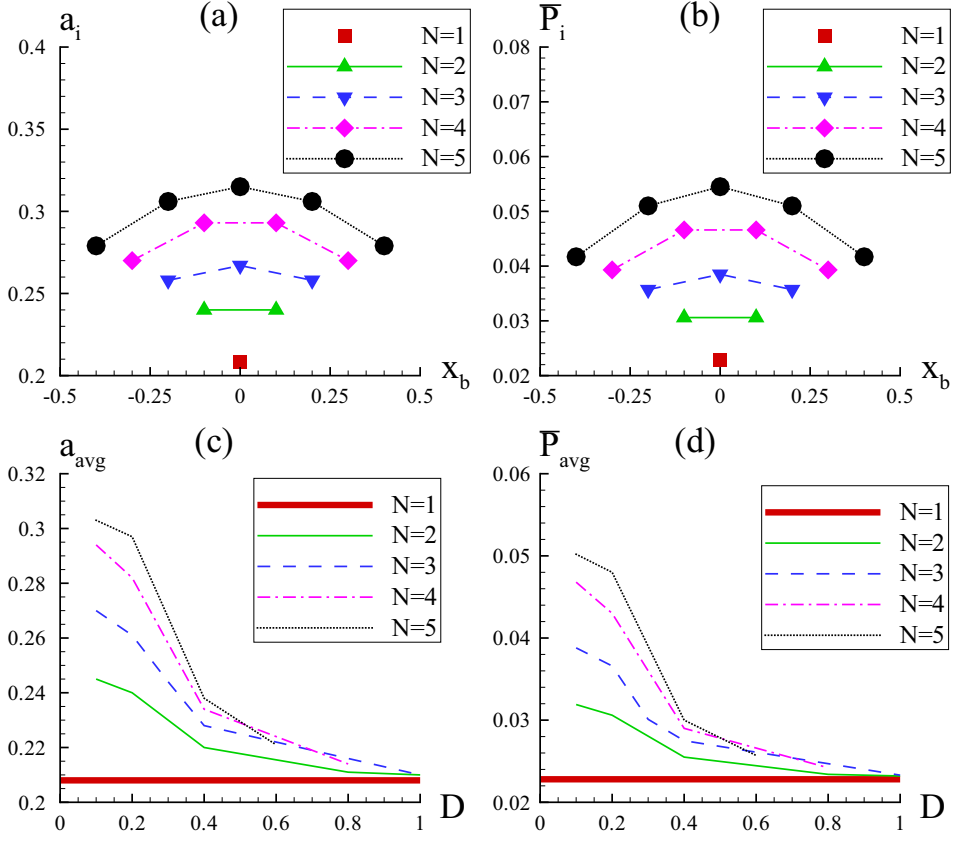 a_i (a)
N=1
N=2
N=3
N=4
N=5
0.4
0.3
0.2
-0.5 -0.25 0 0.25 0.5
x_b
P̅_i (b)
N=1
N=2
N=3
N=4
N=5
0.08
0.07
0.06
0.05
0.04
0.03
0.02
-0.5 -0.25 0 0.25 0.5
x_b
a_avg (c)
N=1
N=2
N=3
N=4
N=5
0.32
0.3
0.28
0.26
0.24
0.22
0.2
0 0.2 0.4 0.6 0.8 1
D
P̅_avg (d)
N=1
N=2
N=3
N=4
N=5
0.06
0.05
0.04
0.03
0.02
0 0.2 0.4 0.6 0.8 1
D